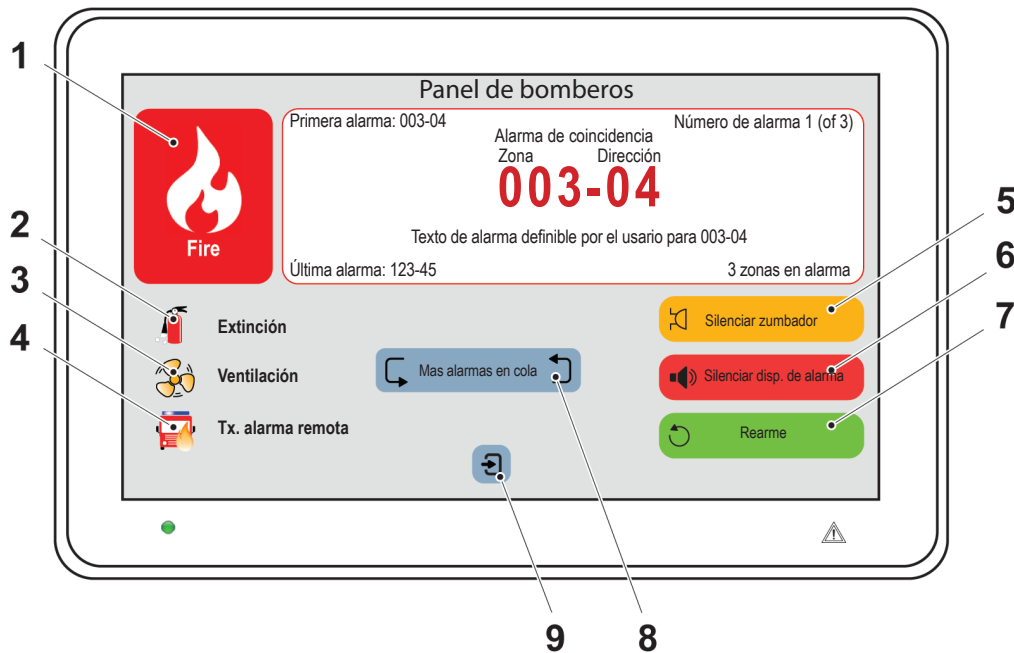 Panel de bomberos
1
Primera alarma: 003-04
Número de alarma 1 (of 3)
Alarma de coincidencia
Zona
Dirección
003-04
Fire
Texto de alarma definible por el usario para 003-04
Última alarma: 123-45
3 zonas en alarma
2
3
4
5
6
7
Extinción
Silenciar zumbador
Ventilación
Mas alarmas en cola
Silenciar disp. de alarma
Tx. alarma remota
Rearme
9
8